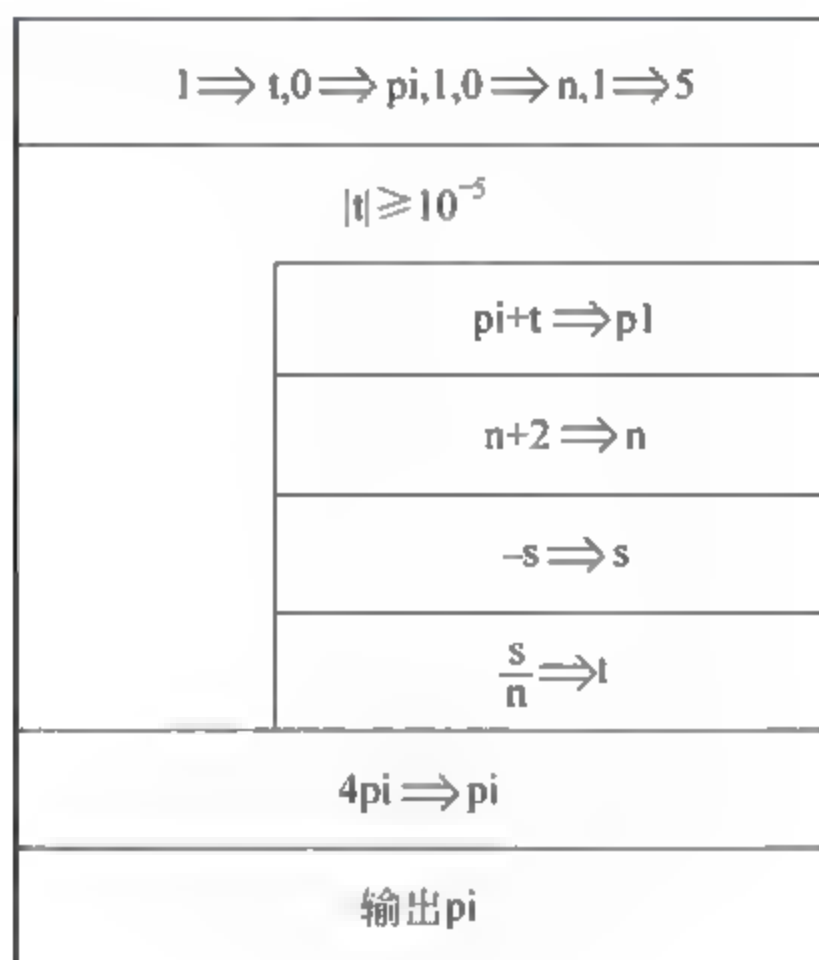 1⇒t,0⇒pi,1,0⇒n,1⇒5
|t|⩾10⁻⁵
pi+t⇒p1
n+2⇒n
–s⇒s
s/n⇒t
4pi⇒pi
输出pi